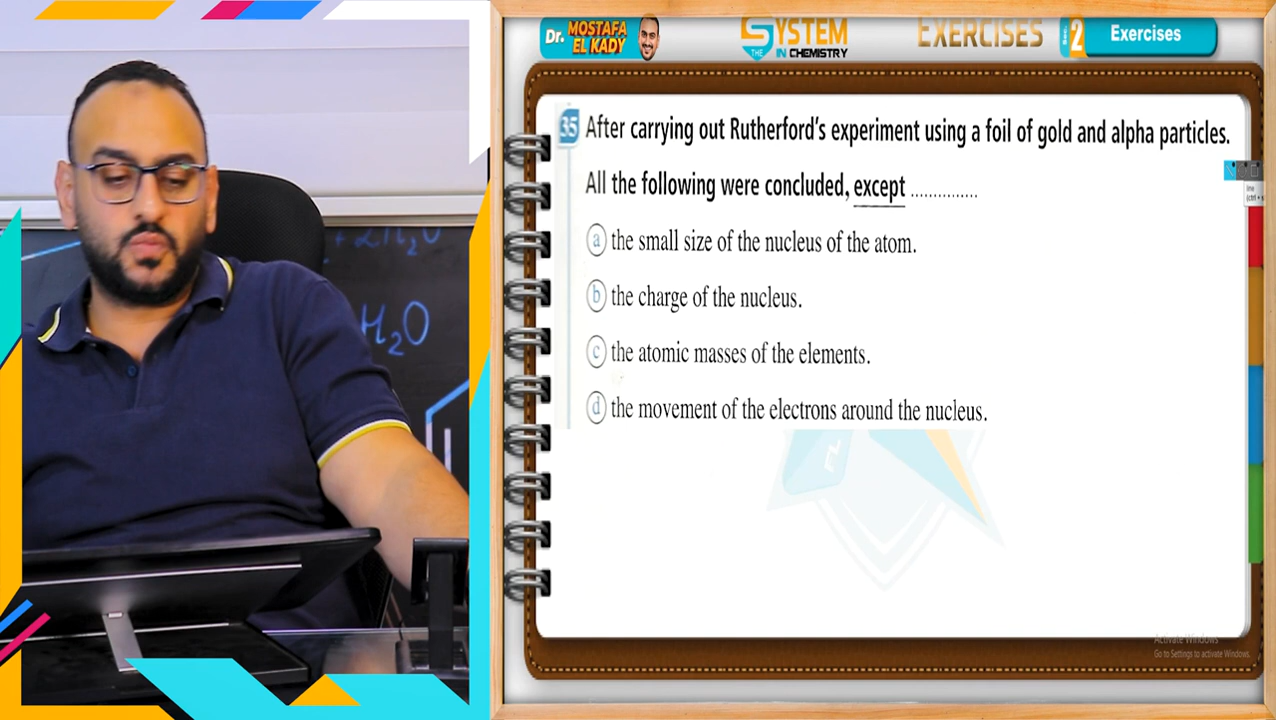 Dr. MOSTAFA EL KADY
THE SYSTEM IN CHEMISTRY
EXERCISES
Sec. 2 Exercises
35 After carrying out Rutherford's experiment using a foil of gold and alpha particles.
All the following were concluded, except ...............
a the small size of the nucleus of the atom.
b the charge of the nucleus.
c the atomic masses of the elements.
d the movement of the electrons around the nucleus.
+ 2H₂O
H₂O
Activate Windows
Go to Settings to activate Windows.